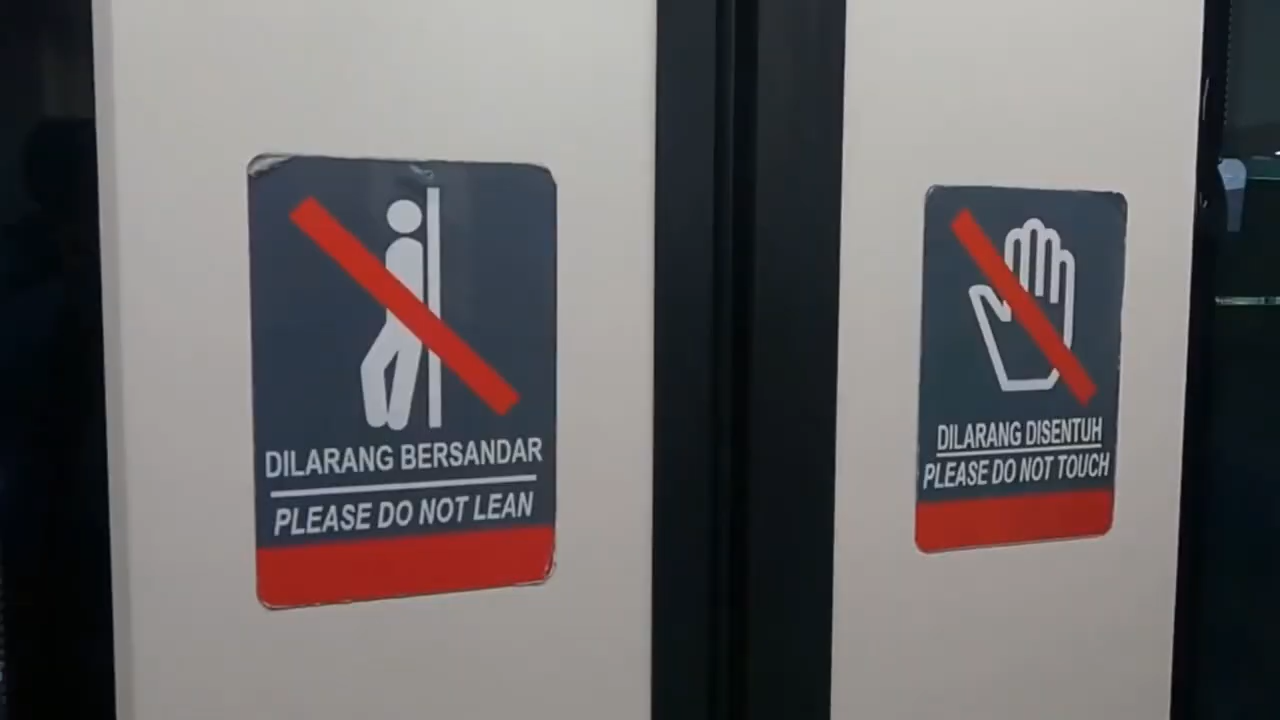 DILARANG BERSANDAR
PLEASE DO NOT LEAN
DILARANG DISENTUH
PLEASE DO NOT TOUCH